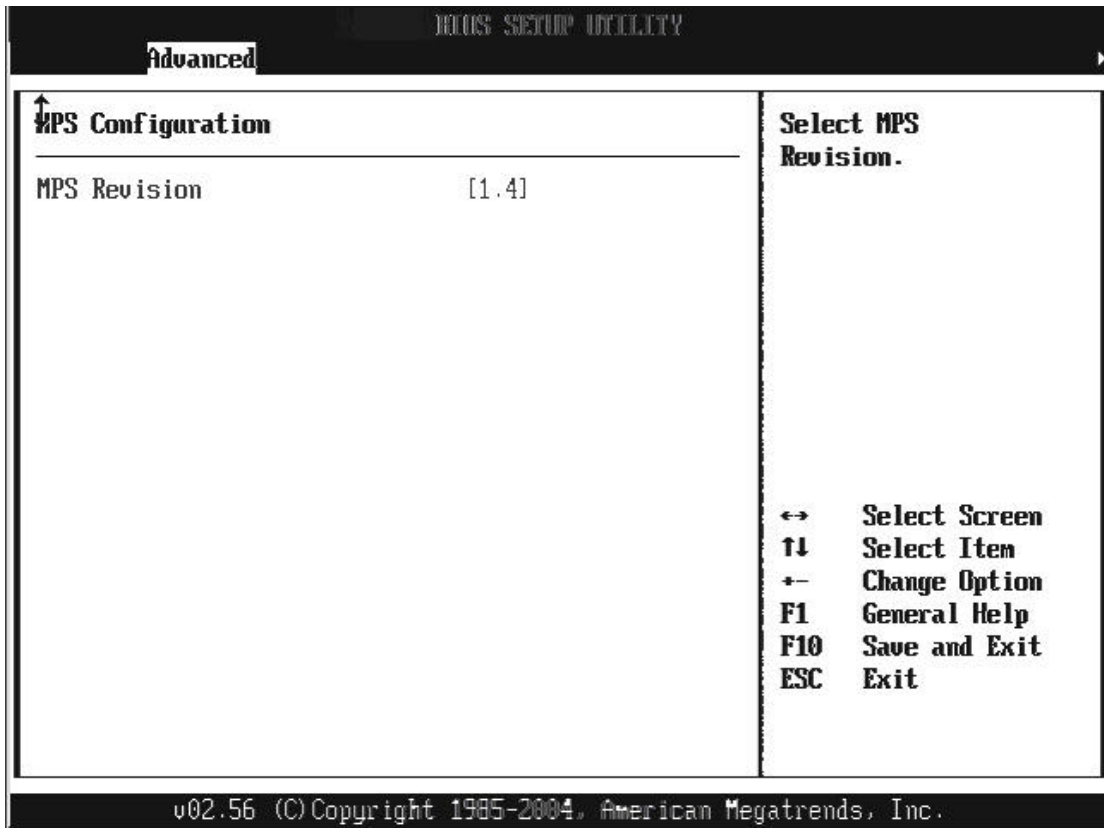 BIOS SETUP UTILITY
Advanced
MPS Configuration
MPS Revision [1.4]
Select MPS
Revision.
↔ Select Screen
↑↓ Select Item
+- Change Option
F1 General Help
F10 Save and Exit
ESC Exit
v02.56 (C)Copyright 1985-2004, American Megatrends, Inc.